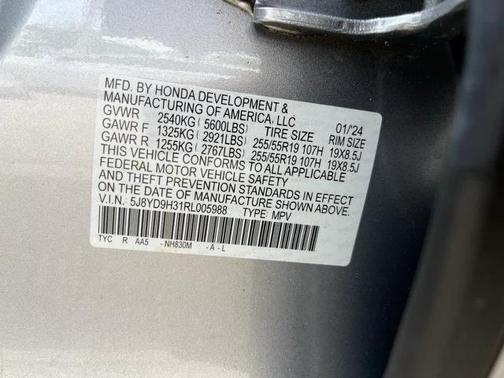 MFD. BY HONDA DEVELOPMENT &
MANUFACTURING OF AMERICA, LLC 01/'24
GVWR 2540KG (5600LBS) TIRE SIZE RIM SIZE
GAWR F 1325KG (2921LBS) 255/55R19 107H 19X8.5J
GAWR R 1255KG (2767LBS) 255/55R19 107H 19X8.5J
THIS VEHICLE CONFORMS TO ALL APPLICABLE
FEDERAL MOTOR VEHICLE SAFETY
AND THEFT PREVENTION STANDARDS IN EFFECT
ON THE DATE OF MANUFACTURE SHOWN ABOVE.
V.I.N.: 5J8YD9H31RL005988 TYPE: MPV
TYC R AA5 - NH830M - A - L